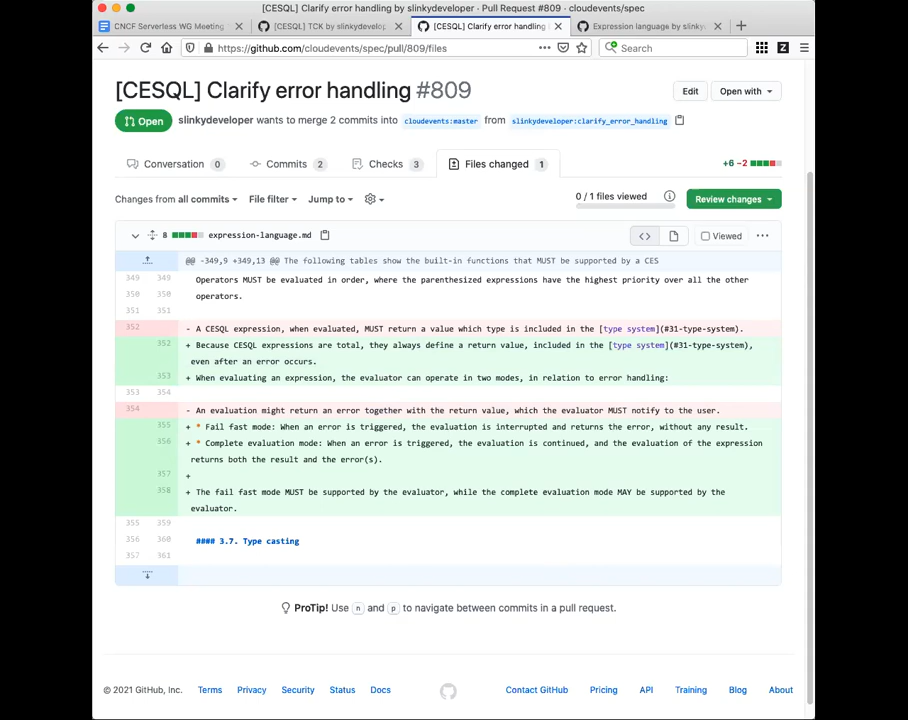 [CESQL] Clarify error handling by slinkydeveloper · Pull Request #809 · cloudevents/spec
CNCF Serverless WG Meeting
[CESQL] TCK by slinkydevelop
[CESQL] Clarify error handling
Expression language by slinky
https://github.com/cloudevents/spec/pull/809/files
Search
[CESQL] Clarify error handling #809
Edit
Open with
Open
slinkydeveloper wants to merge 2 commits into cloudevents:master from slinkydeveloper:clarify_error_handling
Conversation 0
Commits 2
Checks 3
Files changed 1
+6 −2
Changes from all commits
File filter
Jump to
0 / 1 files viewed
Review changes
8 expression-language.md
Viewed
@@ -349,9 +349,13 @@ The following tables show the built-in functions that MUST be supported by a CES
349 349 Operators MUST be evaluated in order, where the parenthesized expressions have the highest priority over all the other
350 350 operators.
351 351
352 - A CESQL expression, when evaluated, MUST return a value which type is included in the [type system](#31-type-system).
352 + Because CESQL expressions are total, they always define a return value, included in the [type system](#31-type-system),
even after an error occurs.
353 + When evaluating an expression, the evaluator can operate in two modes, in relation to error handling:
353 354
354 - An evaluation might return an error together with the return value, which the evaluator MUST notify to the user.
355 + * Fail fast mode: When an error is triggered, the evaluation is interrupted and returns the error, without any result.
356 + * Complete evaluation mode: When an error is triggered, the evaluation is continued, and the evaluation of the expression
returns both the result and the error(s).
357 +
358 + The fail fast mode MUST be supported by the evaluator, while the complete evaluation mode MAY be supported by the
evaluator.
355 359
356 360 #### 3.7. Type casting
357 361
ProTip! Use n and p to navigate between commits in a pull request.
© 2021 GitHub, Inc.
Terms
Privacy
Security
Status
Docs
Contact GitHub
Pricing
API
Training
Blog
About